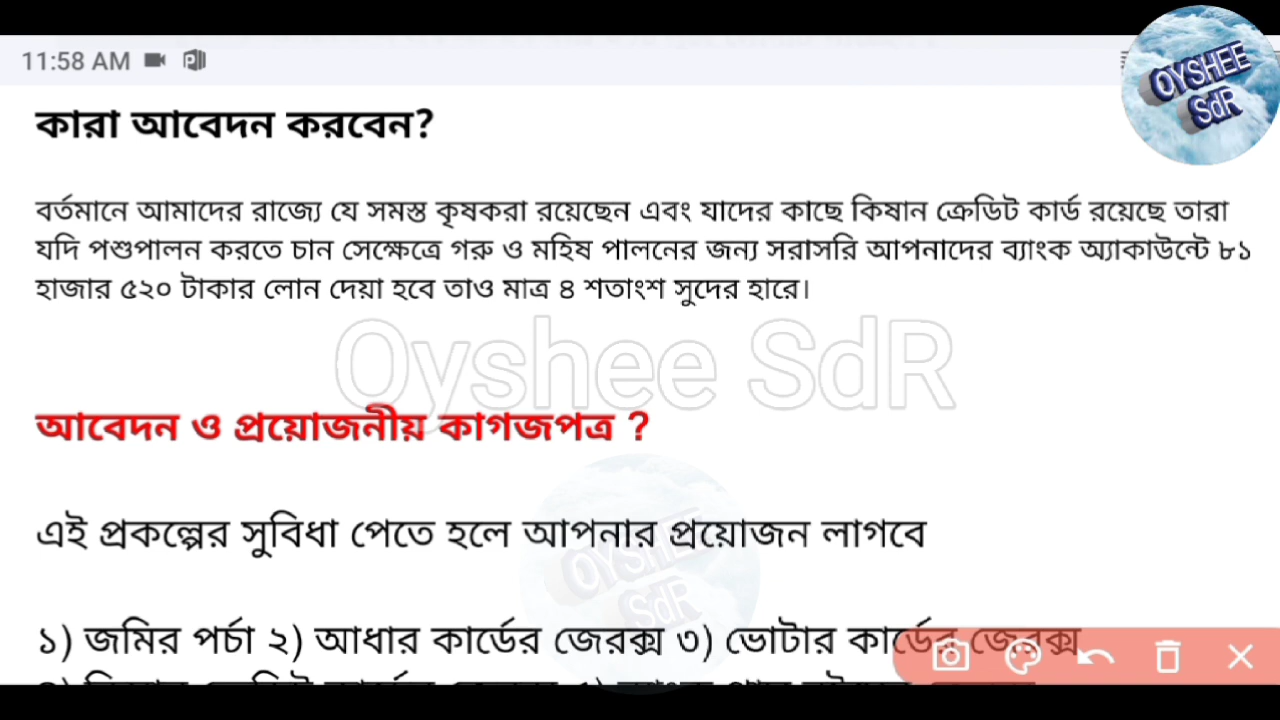 11:58 AM
OYSHEE
SdR
কারা আবেদন করবেন?
বর্তমানে আমাদের রাজ্যে যে সমস্ত কৃষকরা রয়েছেন এবং যাদের কাছে কিষান ক্রেডিট কার্ড রয়েছে তারা
যদি পশুপালন করতে চান সেক্ষেত্রে গরু ও মহিষ পালনের জন্য সরাসরি আপনাদের ব্যাংক অ্যাকাউন্টে ৮১
হাজার ৫২০ টাকার লোন দেয়া হবে তাও মাত্র ৪ শতাংশ সুদের হারে।
Oyshee SdR
আবেদন ও প্রয়োজনীয় কাগজপত্র ?
এই প্রকল্পের সুবিধা পেতে হলে আপনার প্রয়োজন লাগবে
OYSHEE
SdR
১) জমির পর্চা ২) আধার কার্ডের জেরক্স ৩) ভোটার কার্ডের জেরক্স